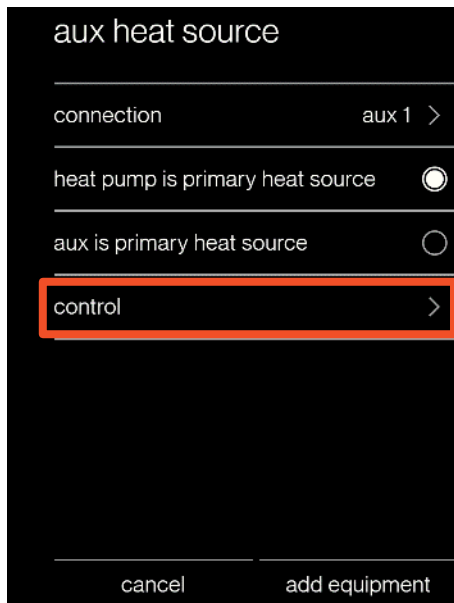 aux heat source
connection aux 1 >
heat pump is primary heat source
aux is primary heat source
control >
cancel add equipment